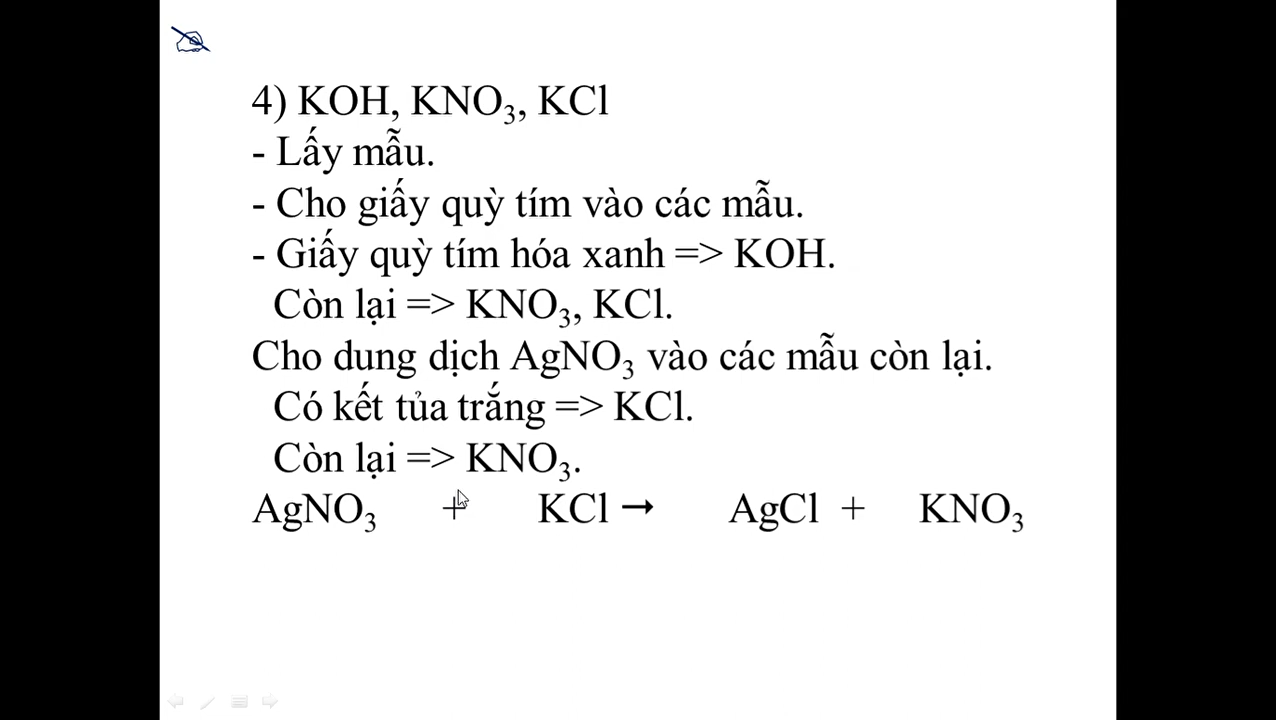 4) KOH, KNO₃, KCl
- Lấy mẫu.
- Cho giấy quỳ tím vào các mẫu.
- Giấy quỳ tím hóa xanh => KOH.
Còn lại => KNO₃, KCl.
Cho dung dịch AgNO₃ vào các mẫu còn lại.
Có kết tủa trắng => KCl.
Còn lại => KNO₃.
AgNO₃ + KCl → AgCl + KNO₃